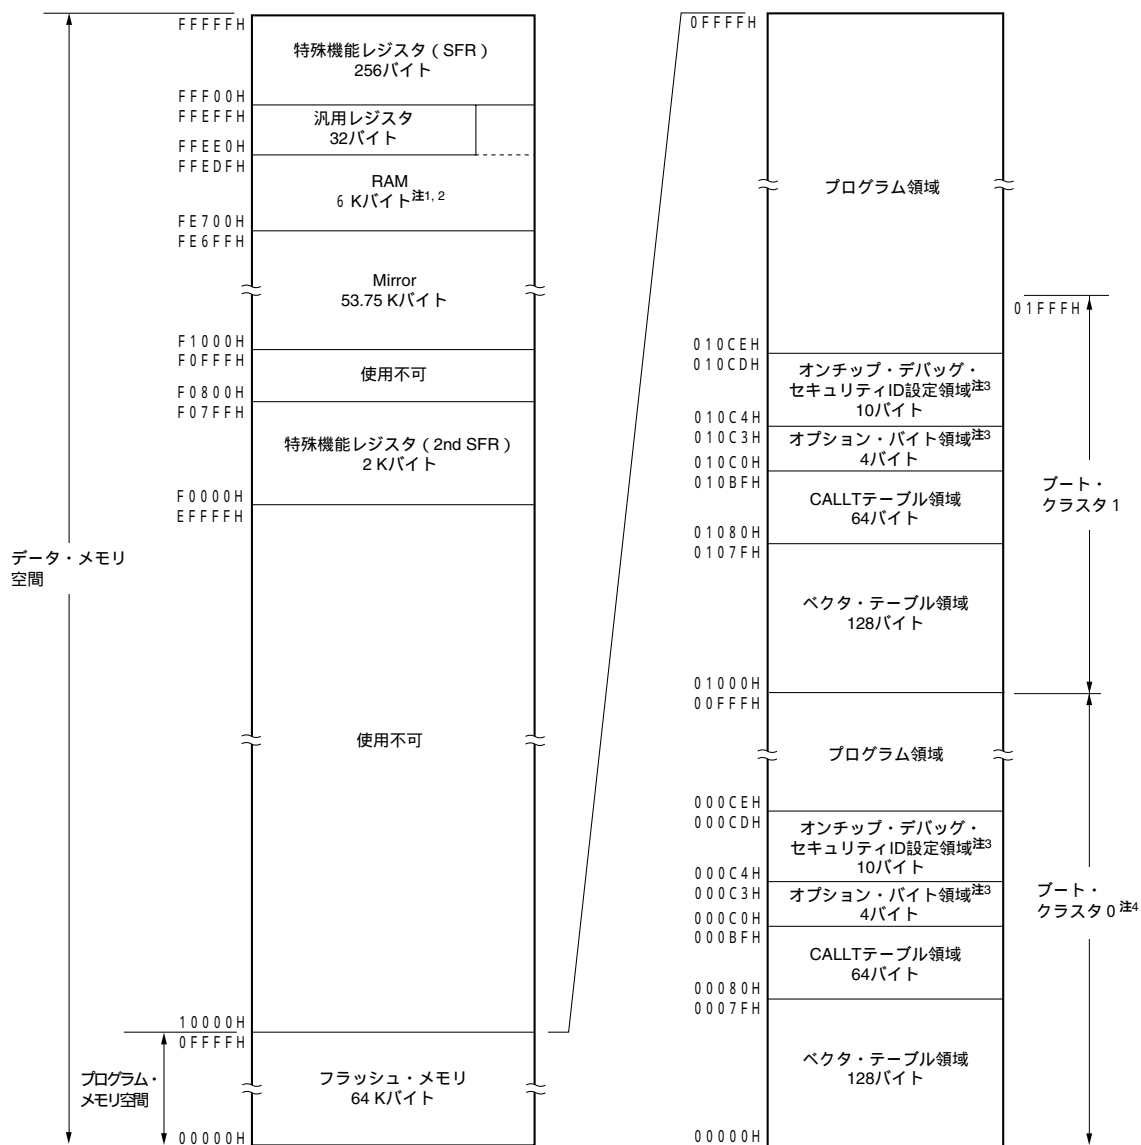 FFFFFH
特殊機能レジスタ（SFR）
256バイト
FFF00H
FFEFFH
汎用レジスタ
32バイト
FFEE0H
FFEDFH
RAM
6 Kバイト注1, 2
FE700H
FE6FFH
Mirror
53.75 Kバイト
F1000H
F0FFFH
使用不可
F0800H
F07FFH
特殊機能レジスタ（2nd SFR）
2 Kバイト
F0000H
EFFFFH
データ・メモリ
空間
使用不可
10000H
0FFFFH
プログラム・
メモリ空間
フラッシュ・メモリ
64 Kバイト
00000H
0FFFFH
プログラム領域
01FFFH
010CEH
010CDH
オンチップ・デバッグ・
セキュリティID設定領域注3
10バイト
010C4H
010C3H
オプション・バイト領域注3
4バイト
010C0H
010BFH
CALLTテーブル領域
64バイト
ブート・
クラスタ1
01080H
0107FH
ベクタ・テーブル領域
128バイト
01000H
00FFFH
プログラム領域
000CEH
000CDH
オンチップ・デバッグ・
セキュリティID設定領域注3
10バイト
000C4H
000C3H
オプション・バイト領域注3
4バイト
000C0H
000BFH
ブート・
クラスタ0注4
CALLTテーブル領域
64バイト
00080H
0007FH
ベクタ・テーブル領域
128バイト
00000H